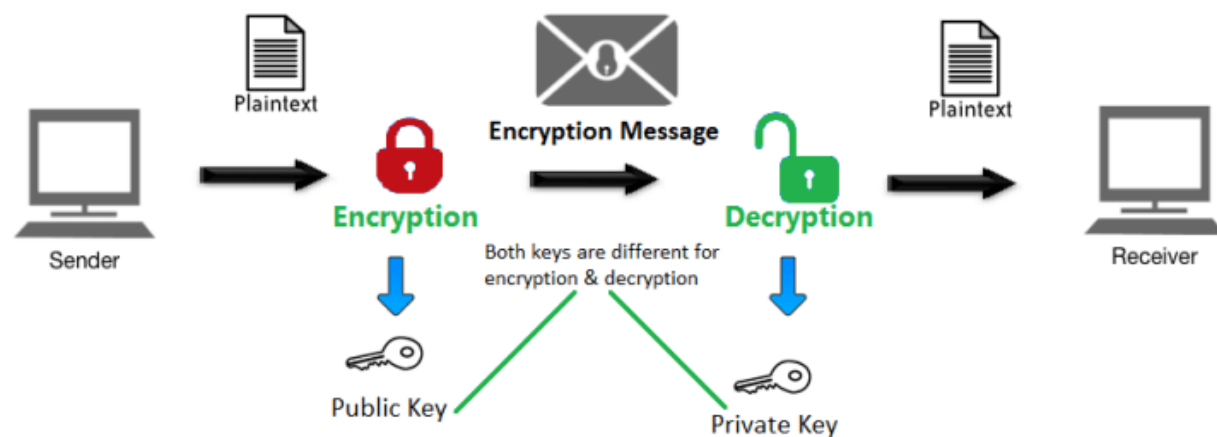 Plaintext
Plaintext
Encryption Message
Encryption
Decryption
Sender
Receiver
Both keys are different for
encryption & decryption
Public Key
Private Key